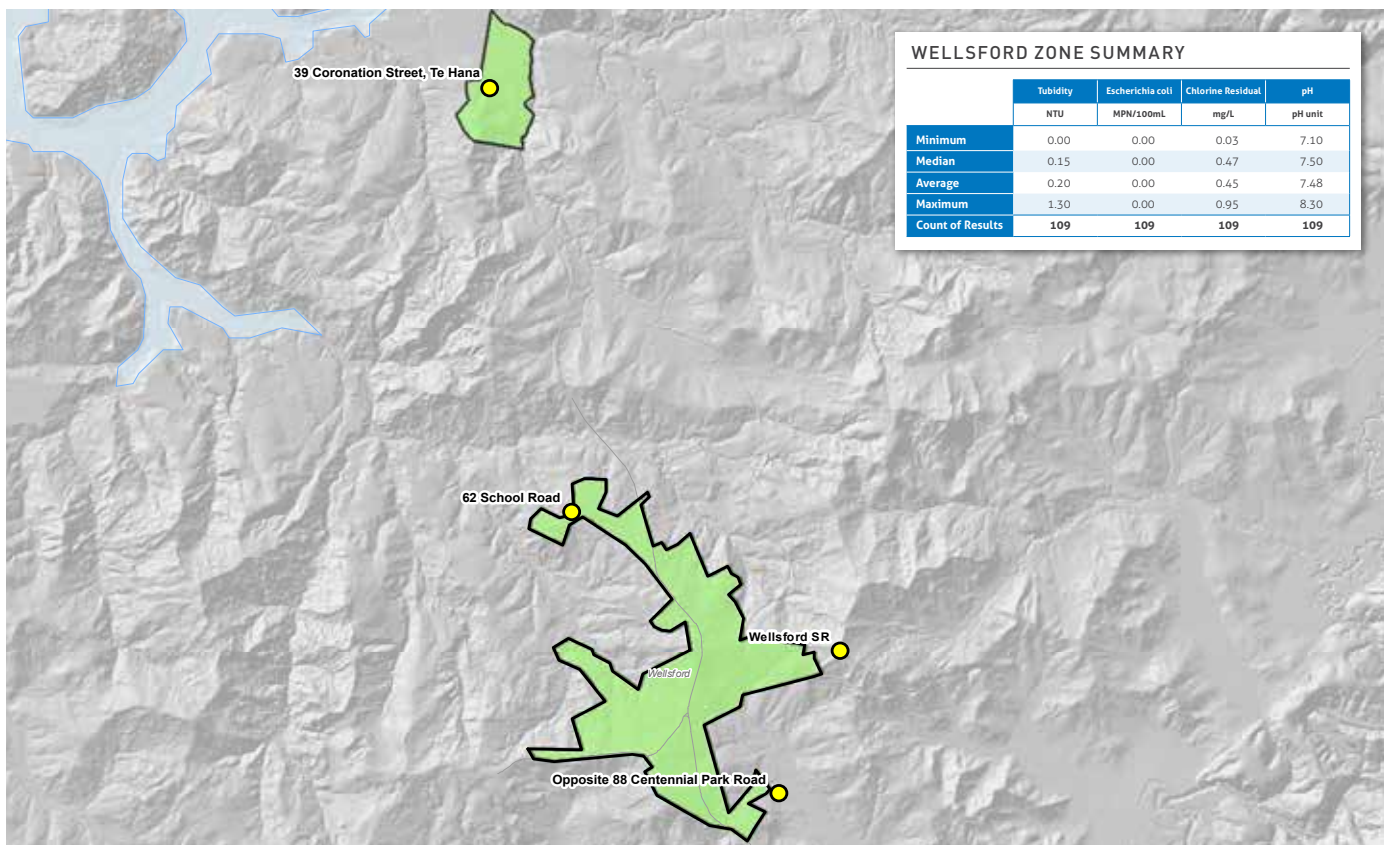 39 Coronation Street, Te Hana
WELLSFORD ZONE SUMMARY
Tubidity Escherichia coli Chlorine Residual pH
NTU MPN/100mL mg/L pH unit
Minimum 0.00 0.00 0.03 7.10
Median 0.15 0.00 0.47 7.50
Average 0.20 0.00 0.45 7.48
Maximum 1.30 0.00 0.95 8.30
Count of Results 109 109 109 109
62 School Road
Wellsford SR
Wellsford
Opposite 88 Centennial Park Road